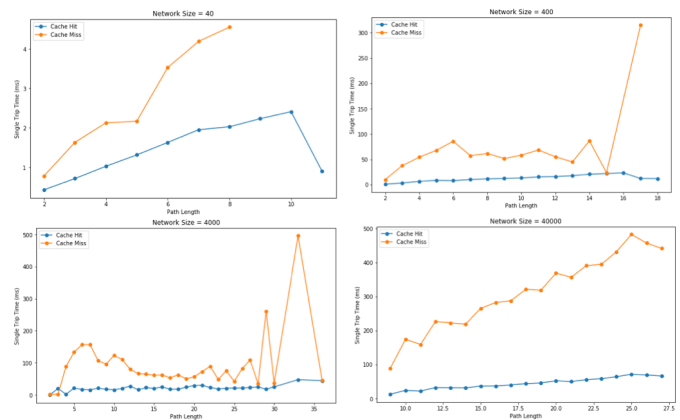 Network Size = 40
Cache Hit
Cache Miss
Single Trip Time (ms)
4
3
2
1
2
4
6
8
10
Path Length
Network Size = 400
Cache Hit
Cache Miss
Single Trip Time (ms)
300
250
200
150
100
50
0
2
4
6
8
10
12
14
16
18
Path Length
Network Size = 4000
Cache Hit
Cache Miss
Single Trip Time (ms)
500
400
300
200
100
0
5
10
15
20
25
30
35
Path Length
Network Size = 40000
Cache Hit
Cache Miss
Single Trip Time (ms)
500
400
300
200
100
0
10.0
12.5
15.0
17.5
20.0
22.5
25.0
27.5
Path Length